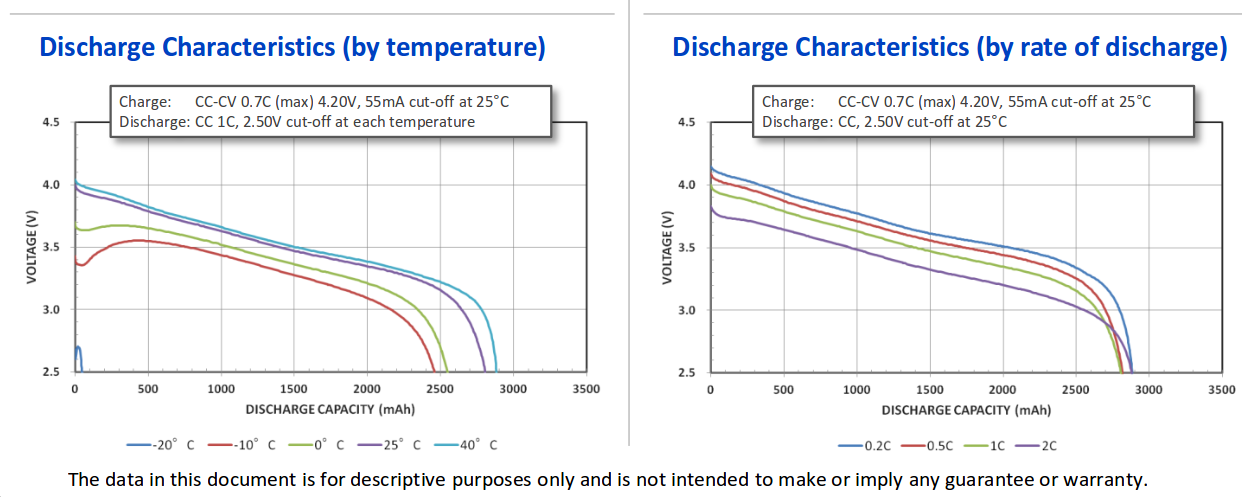 Discharge Characteristics (by temperature)
Charge: CC-CV 0.7C (max) 4.20V, 55mA cut-off at 25°C
Discharge: CC 1C, 2.50V cut-off at each temperature
4.5
4.0
3.5
3.0
2.5
VOLTAGE (V)
0 500 1000 1500 2000 2500 3000 3500
DISCHARGE CAPACITY (mAh)
-20° C -10° C 0° C 25° C 40° C
Discharge Characteristics (by rate of discharge)
Charge: CC-CV 0.7C (max) 4.20V, 55mA cut-off at 25°C
Discharge: CC, 2.50V cut-off at 25°C
4.5
4.0
3.5
3.0
2.5
VOLTAGE (V)
0 500 1000 1500 2000 2500 3000 3500
DISCHARGE CAPACITY (mAh)
0.2C 0.5C 1C 2C
The data in this document is for descriptive purposes only and is not intended to make or imply any guarantee or warranty.